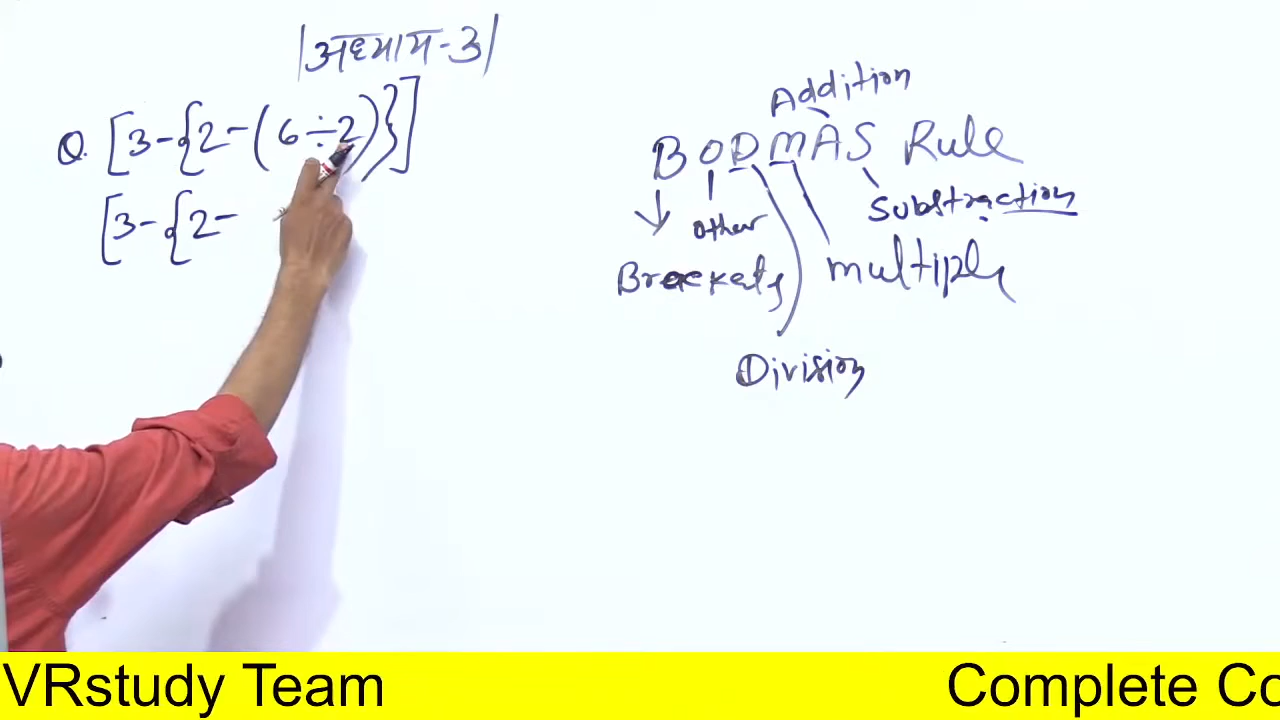 |अध्याय-3|
Q. [3-{2-(6÷2)}]
[3-{2-
Addition
BODMAS Rule
Substraction
other
Brackets
multiply
Division
VRstudy Team
Complete Co